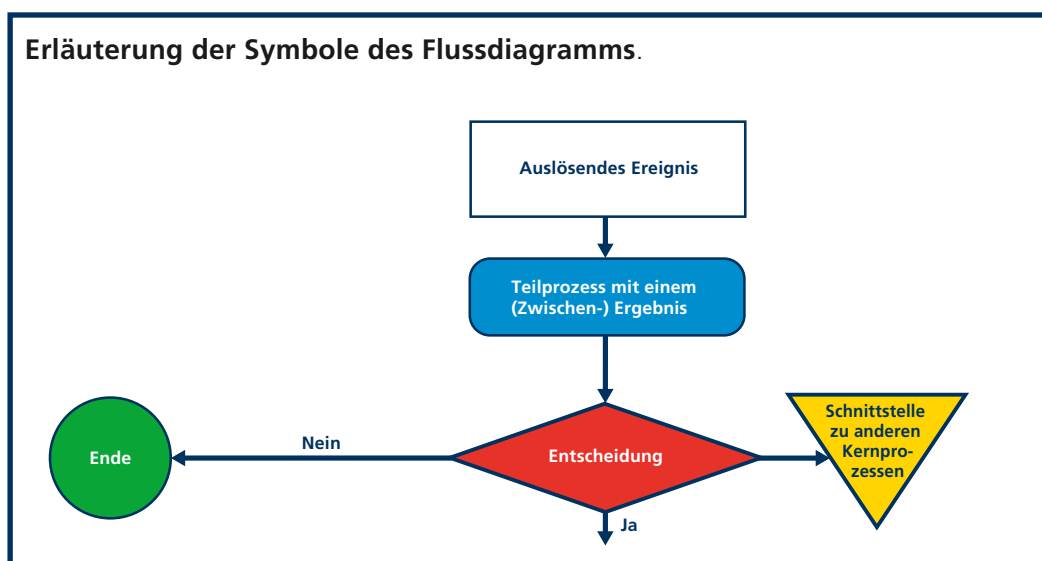 Erläuterung der Symbole des Flussdiagramms.
Auslösendes Ereignis
Teilprozess mit einem
(Zwischen-) Ergebnis
Ende
Nein
Entscheidung
Schnittstelle
zu anderen
Kernpro-
zessen
Ja